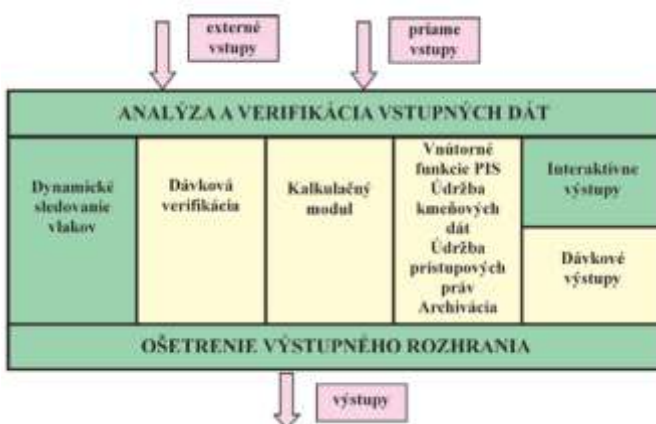 externé
vstupy
priame
vstupy
ANALÝZA A VERIFIKÁCIA VSTUPNÝCH DÁT
Dynamické
sledovanie
vlakov
Dávková
verifikácia
Kalkulačný
modul
Vnútorné
funkcie PIS
Údržba
kmeňových
dát
Údržba
prístupových
práv
Archivácia
Interaktívne
výstupy
Dávkové
výstupy
OŠETRENIE VÝSTUPNÉHO ROZHRANIA
výstupy